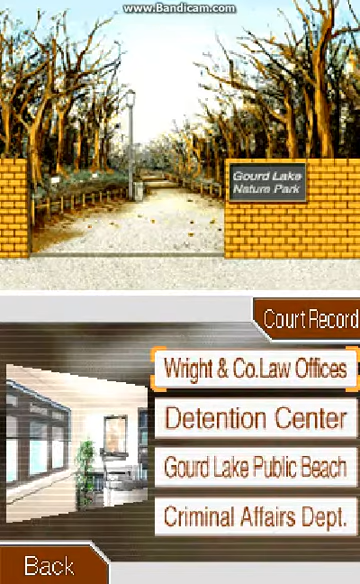 www.Bandicam.com
Gourd Lake
Nature Park
Court Record
Wright & Co.Law Offices
Detention Center
Gourd Lake Public Beach
Criminal Affairs Dept.
Back